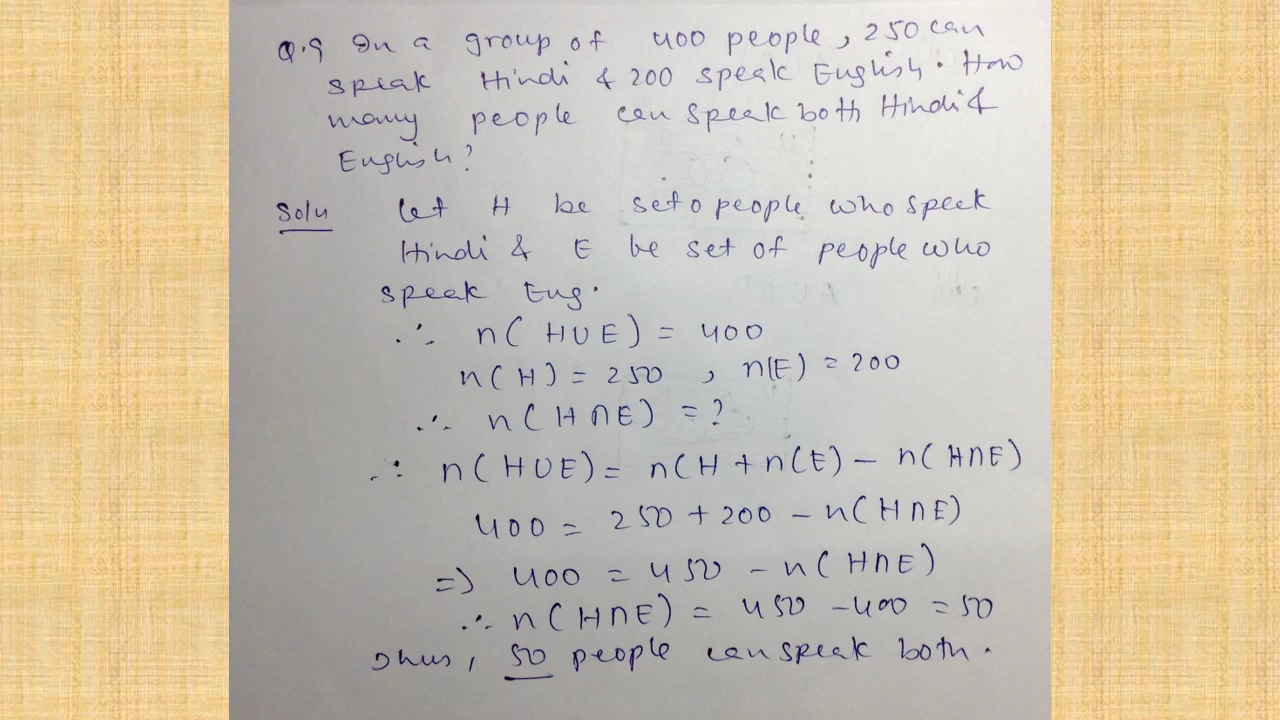 Q.9 In a group of 400 people, 250 can
speak Hindi & 200 speak English. How
many people can speak both Hindi &
English?
Solu Let H be set o people who speak
Hindi & E be set of people who
speak Eng.
∴ n(H∪E) = 400
n(H) = 250 , n(E) = 200
∴ n(H∩E) = ?
∴ n(H∪E) = n(H + n(E) – n(H∩E)
400 = 250 + 200 – n(H∩E)
=> 400 = 450 – n(H∩E)
∴ n(H∩E) = 450 – 400 = 50
Thus, 50 people can speak both.